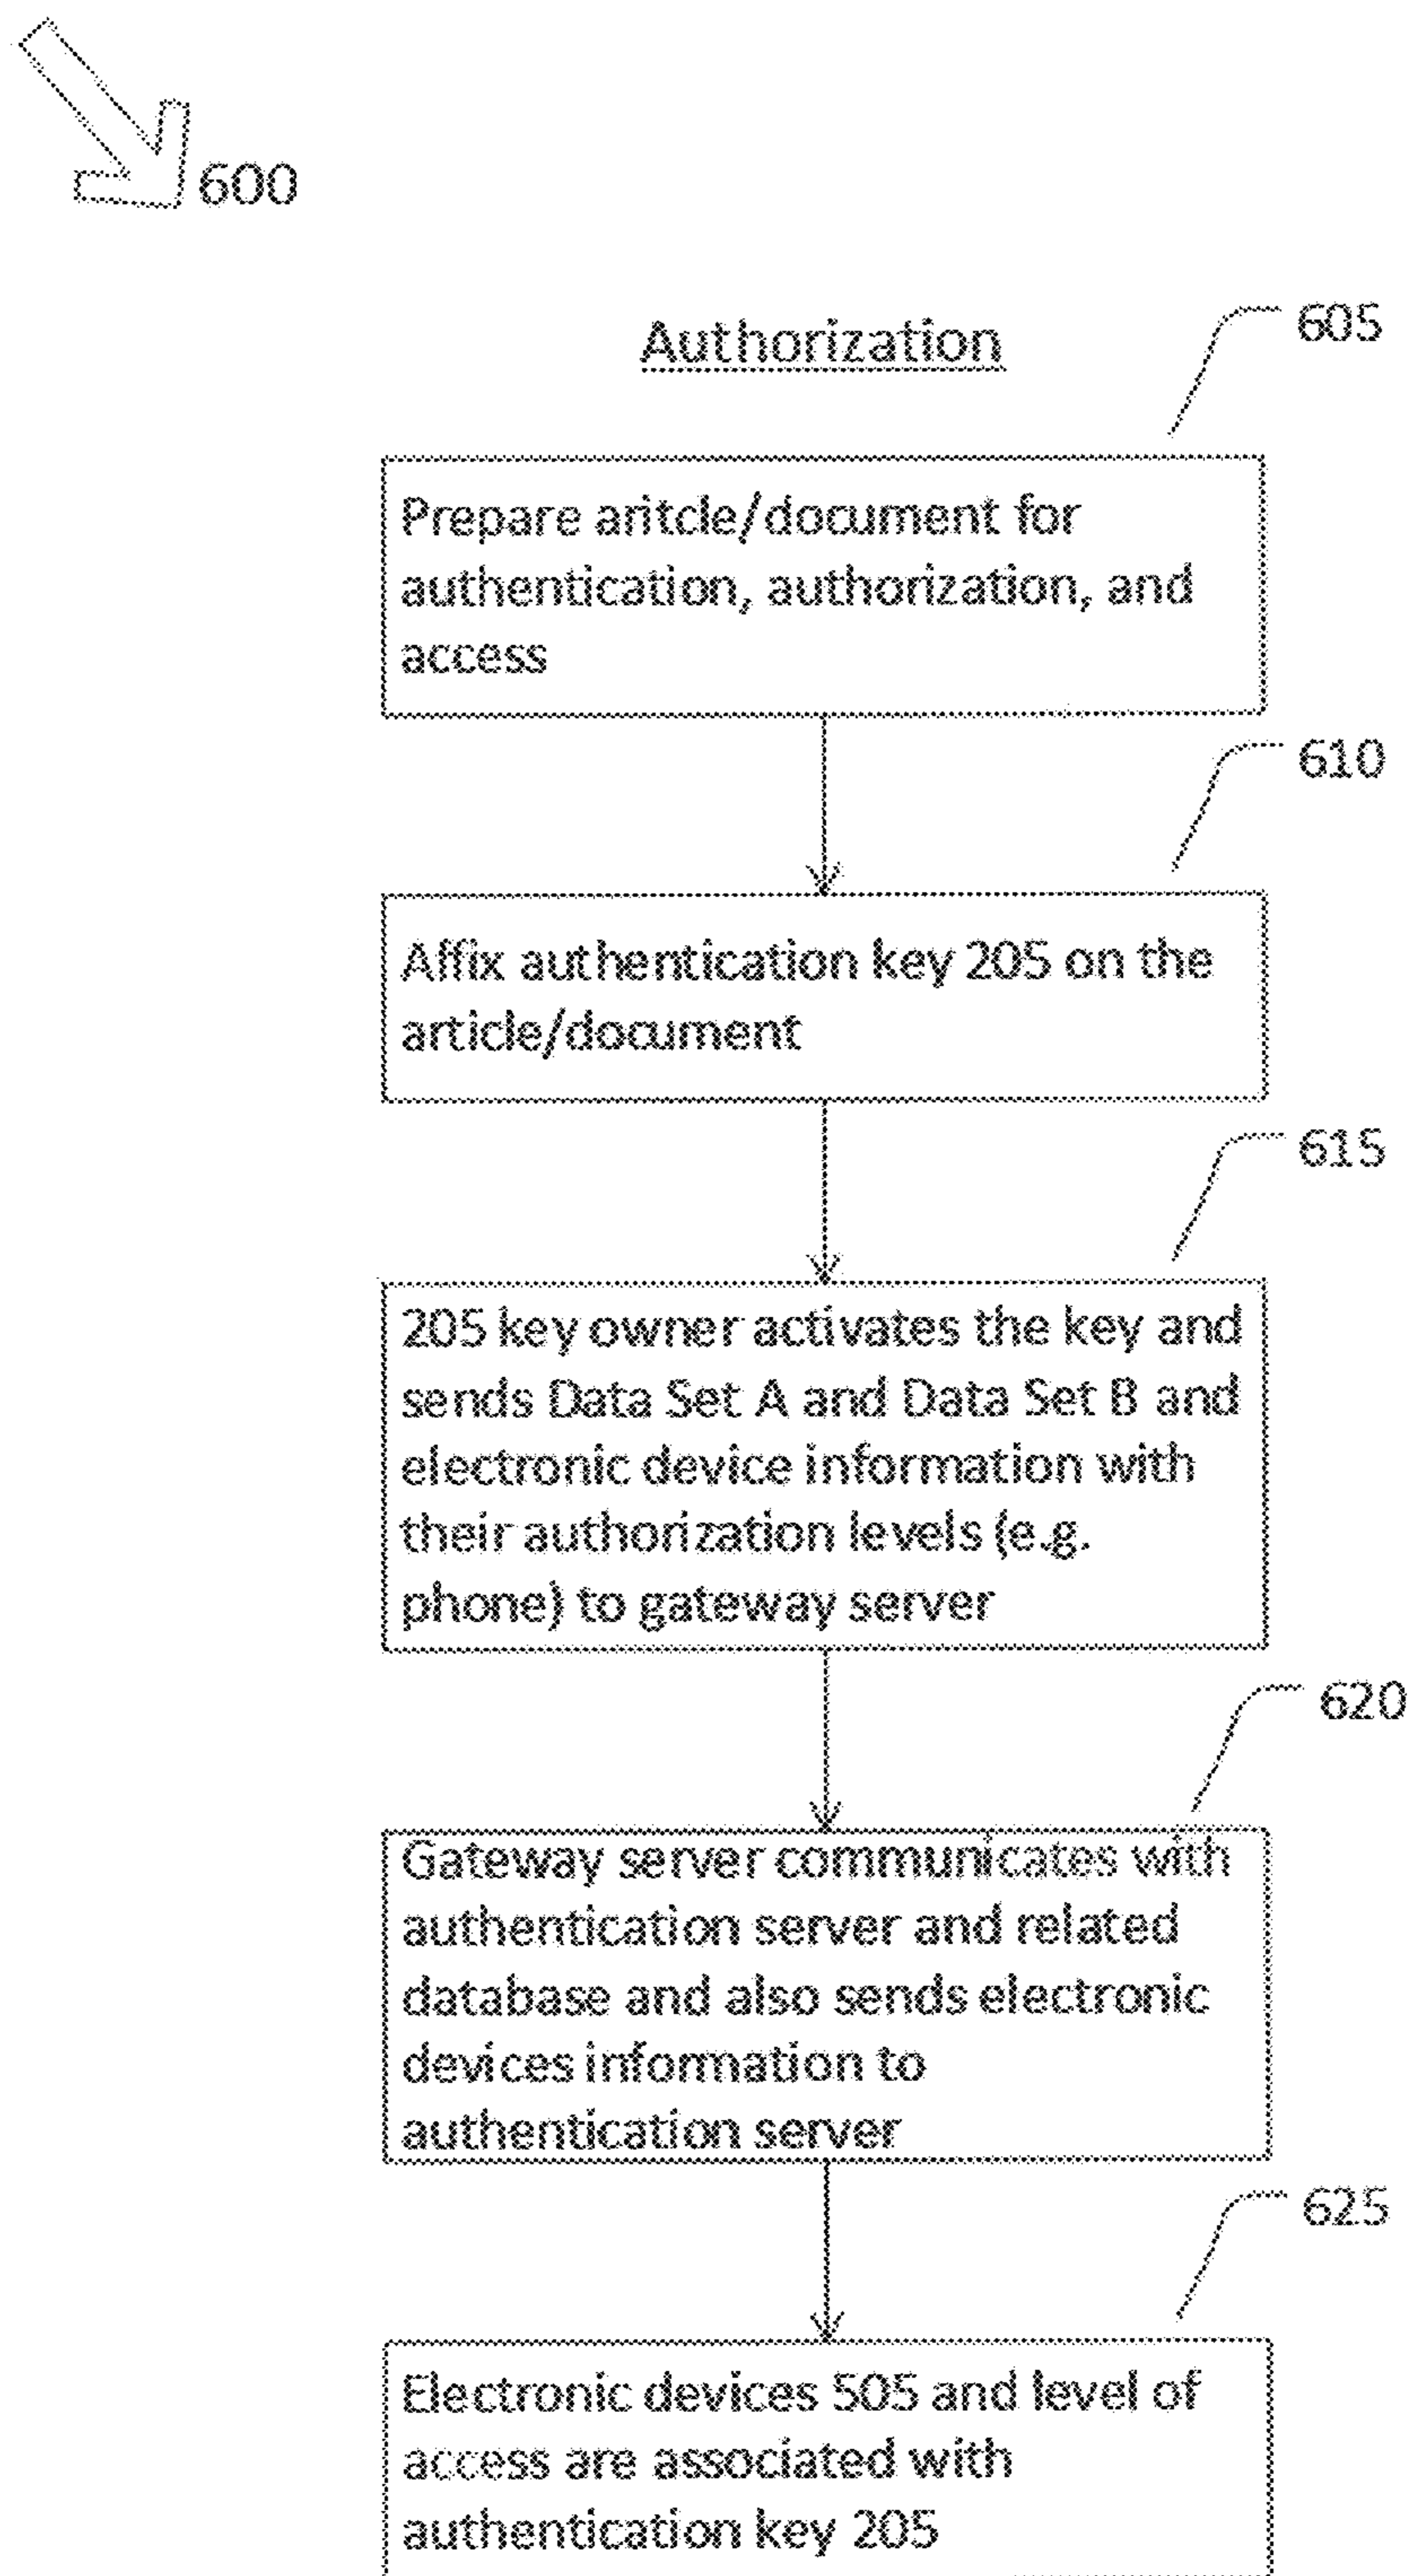 600
Authorization
605
Prepare aritcle/document for
authentication, authorization, and
access
610
Affix authentication key 205 on the
article/document
615
205 key owner activates the key and
sends Data Set A and Data Set B and
electronic device information with
their authorization levels (e.g.
phone) to gateway server
620
Gateway server communicates with
authentication server and related
database and also sends electronic
devices information to
authentication server
625
Electronic devices 505 and level of
access are associated with
authentication key 205